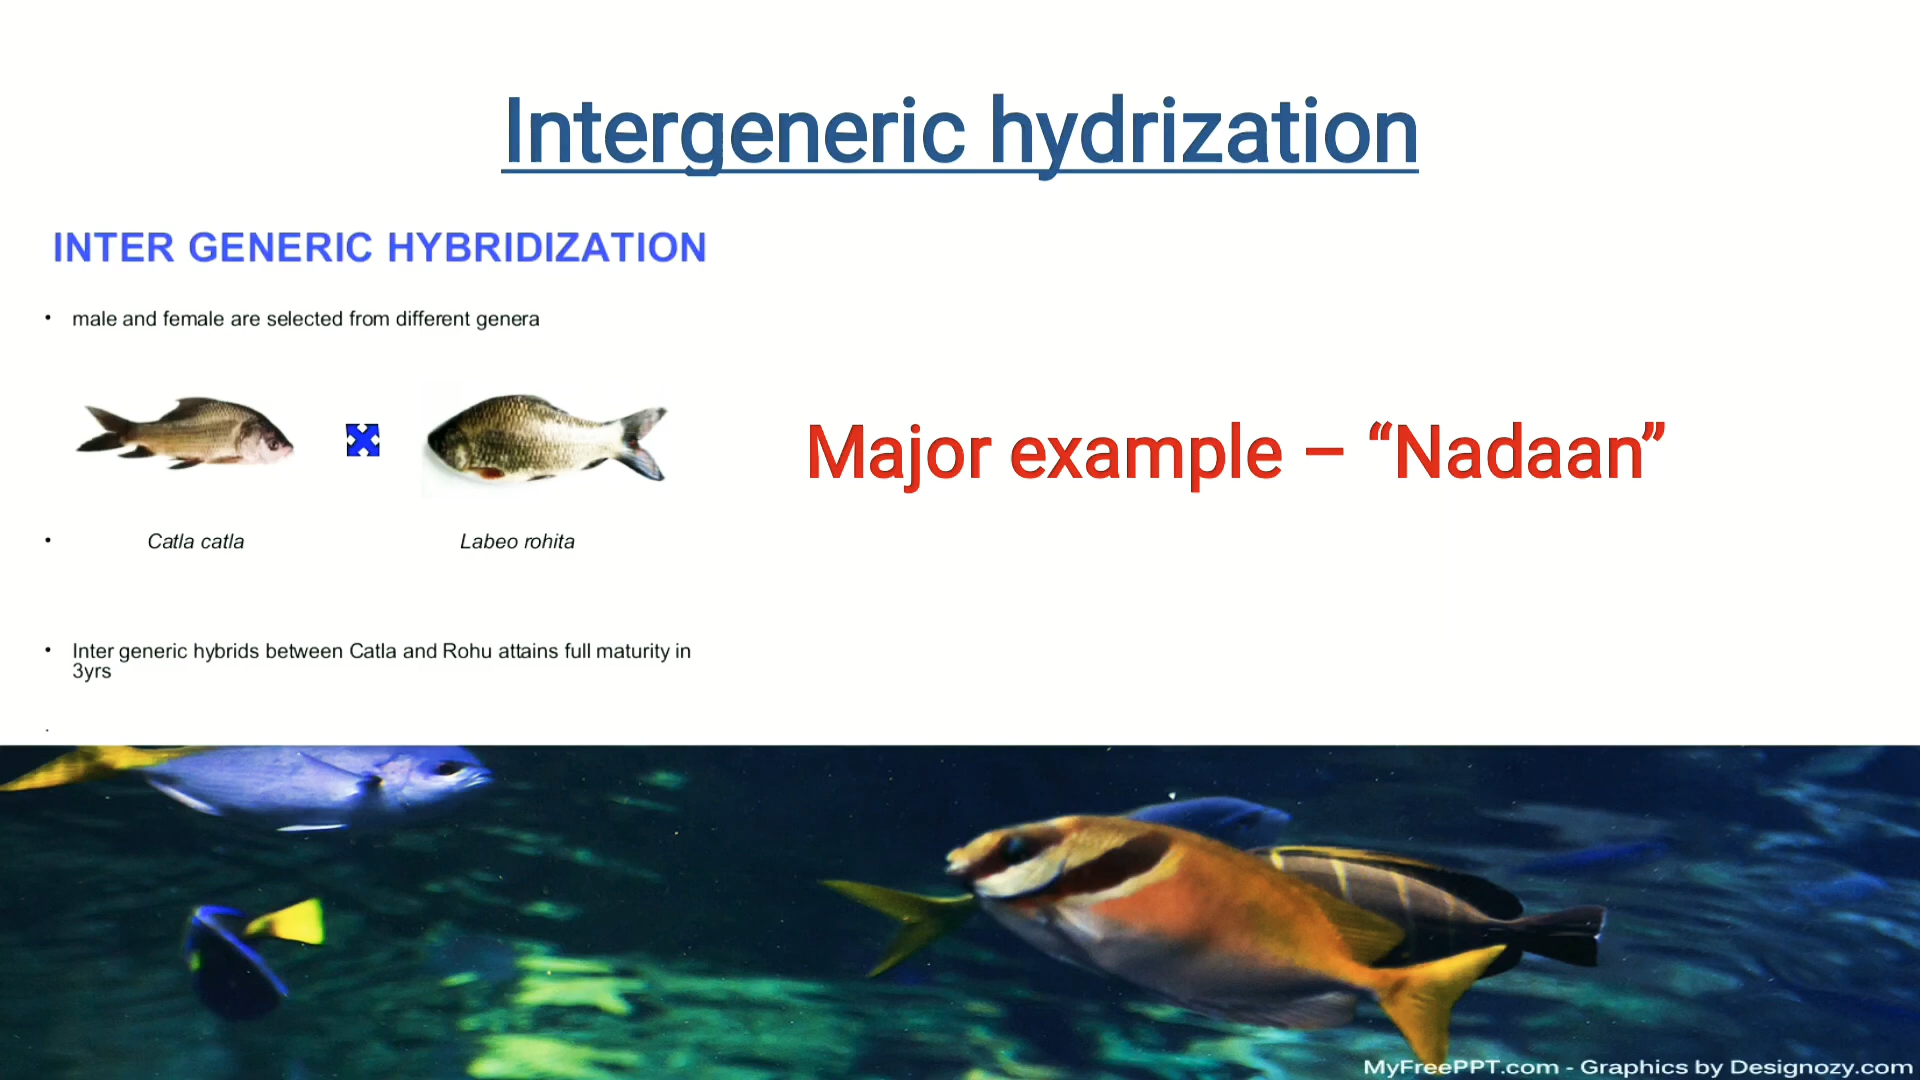 Intergeneric hydrization
INTER GENERIC HYBRIDIZATION
• male and female are selected from different genera
Major example – “Nadaan”
• Catla catla Labeo rohita
• Inter generic hybrids between Catla and Rohu attains full maturity in
3yrs
.
MyFreePPT.com - Graphics by Designozy.com